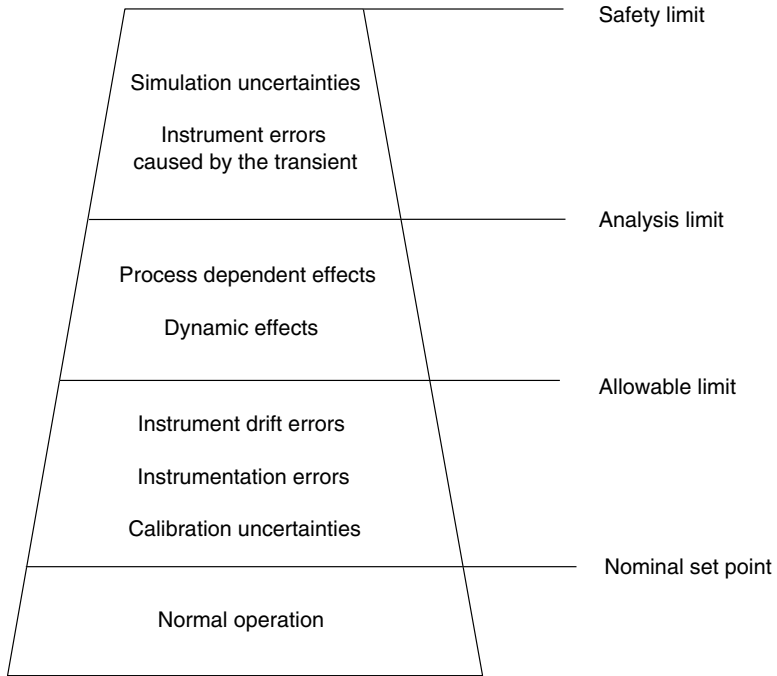 Safety limit
Simulation uncertainties
Instrument errors
caused by the transient
Analysis limit
Process dependent effects
Dynamic effects
Allowable limit
Instrument drift errors
Instrumentation errors
Calibration uncertainties
Nominal set point
Normal operation